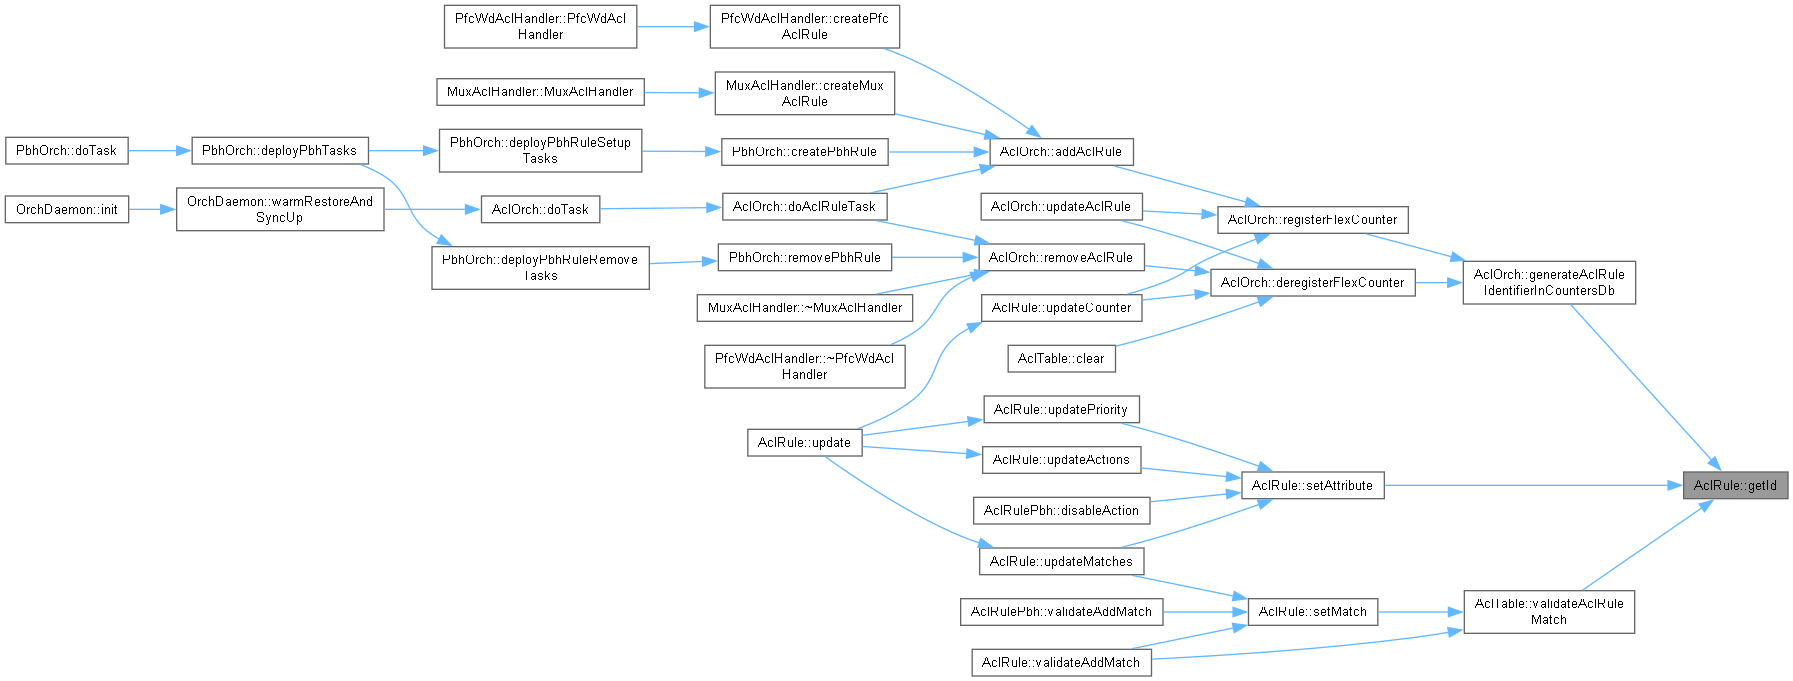 PfcWdAclHandler::PfcWdAcl
Handler
PfcWdAclHandler::createPfc
AclRule
MuxAclHandler::MuxAclHandler
MuxAclHandler::createMux
AclRule
PbhOrch::doTask
PbhOrch::deployPbhTasks
PbhOrch::deployPbhRuleSetup
Tasks
PbhOrch::createPbhRule
AclOrch::addAclRule
OrchDaemon::init
OrchDaemon::warmRestoreAnd
SyncUp
AclOrch::doTask
AclOrch::doAclRuleTask
AclOrch::updateAclRule
AclOrch::registerFlexCounter
PbhOrch::deployPbhRuleRemove
Tasks
PbhOrch::removePbhRule
AclOrch::removeAclRule
AclOrch::deregisterFlexCounter
AclOrch::generateAclRule
IdentifierInCountersDb
MuxAclHandler::~MuxAclHandler
AclRule::updateCounter
PfcWdAclHandler::~PfcWdAcl
Handler
AclTable::clear
AclRule::updatePriority
AclRule::update
AclRule::updateActions
AclRule::setAttribute
AclRule::getId
AclRulePbh::disableAction
AclRule::updateMatches
AclRulePbh::validateAddMatch
AclRule::setMatch
AclTable::validateAclRule
Match
AclRule::validateAddMatch